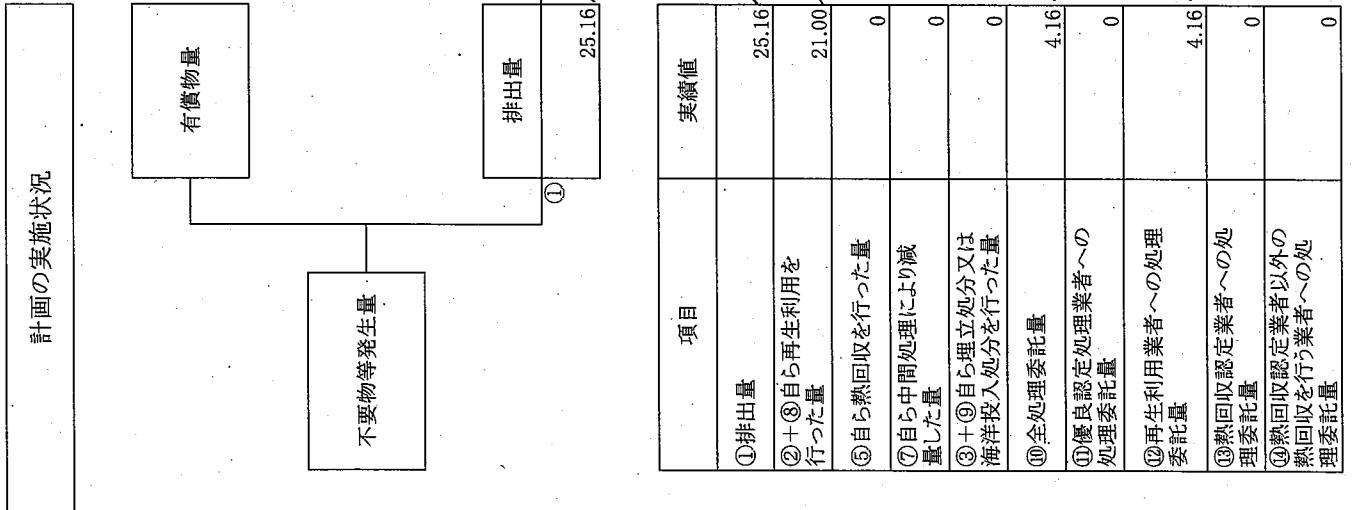 計画の実施状況
不要物等発生量
有償物量
①
排出量
25.16
項目
実績値
①排出量
25.16
②+⑧自ら再生利用を
行った量
21.00
⑤自ら熱回収を行った量
0
⑦自ら中間処理により減
量した量
0
③+⑨自ら埋立処分又は
海洋投入処分を行った量
0
⑩全処理委託量
4.16
⑪優良認定処理業者への
処理委託量
0
⑫再生利用業者への処理
委託量
4.16
⑬熱回収認定業者への処
理委託量
0
⑭熱回収認定業者以外の
熱回収を行う業者への処
理委託量
0